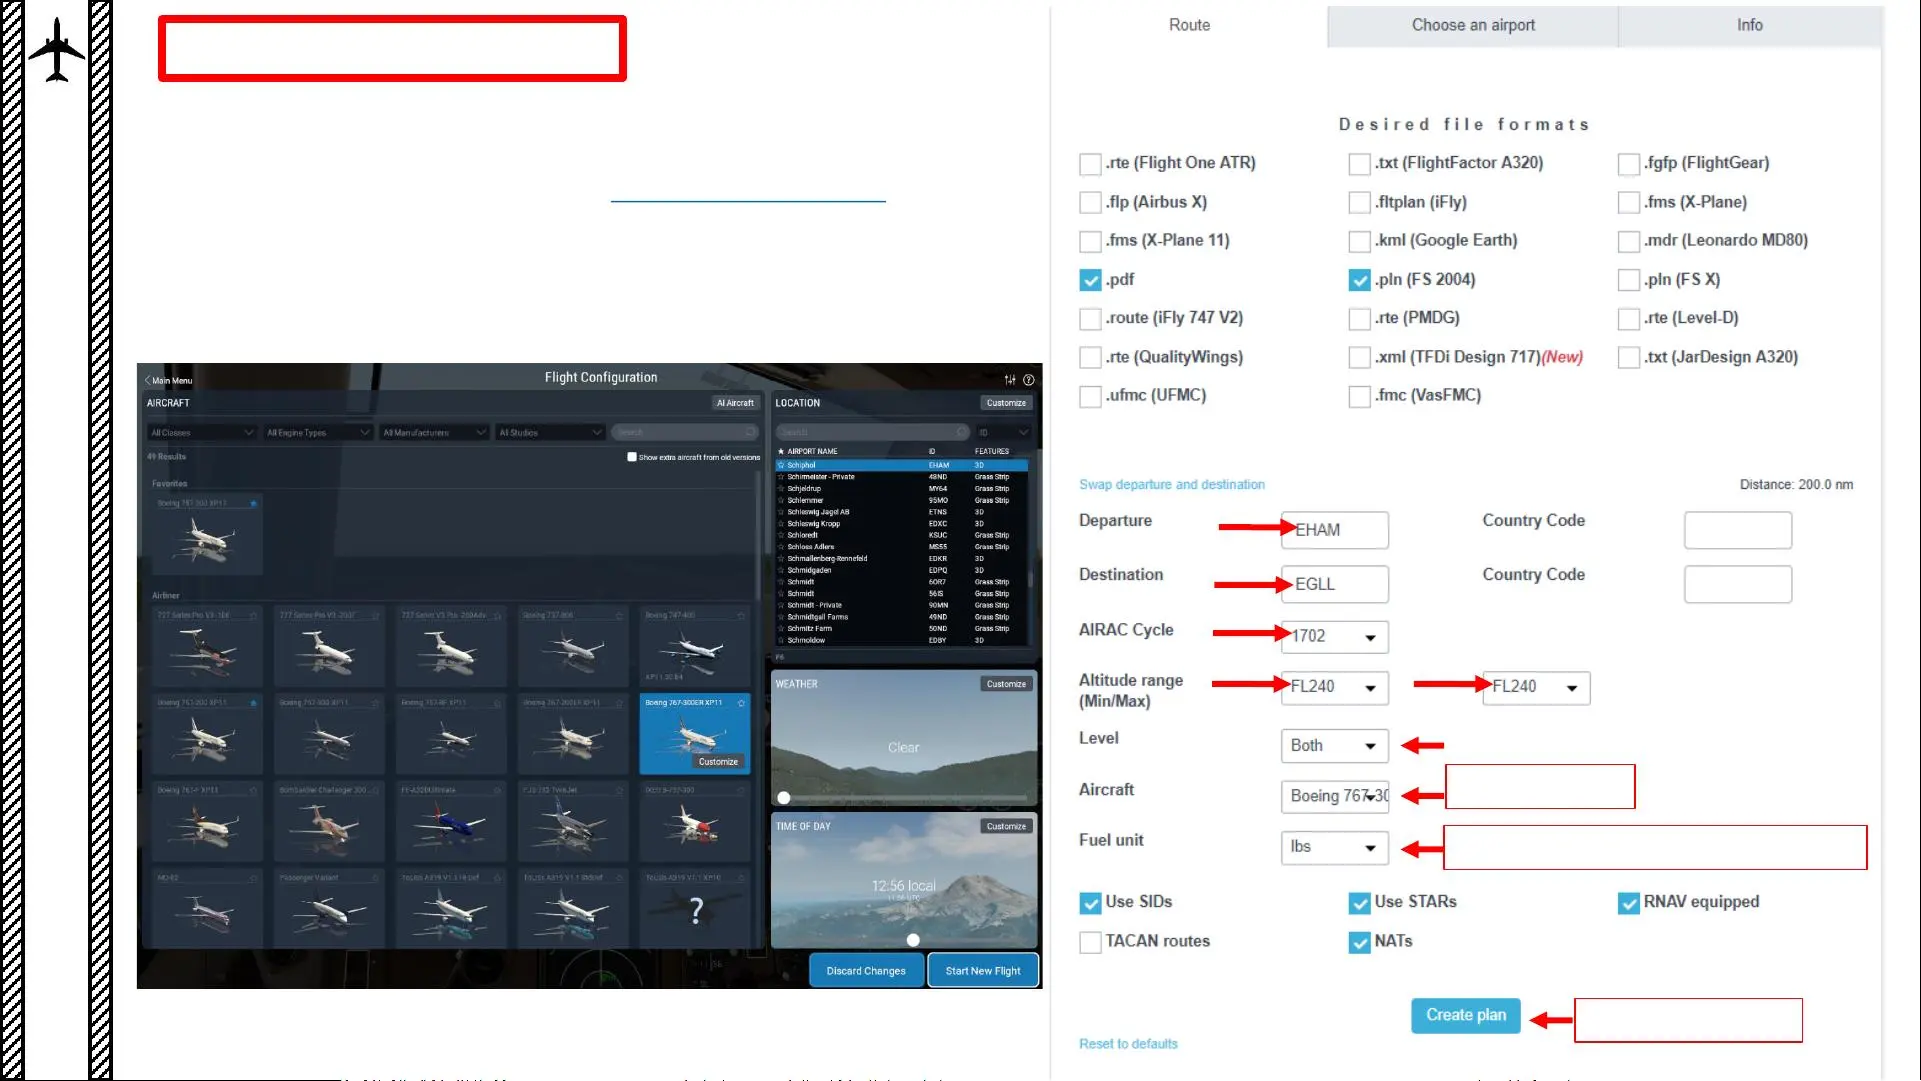 Route
Choose an airport
Info
Desired file formats
.rte (Flight One ATR)
.txt (FlightFactor A320)
.fgfp (FlightGear)
.flp (Airbus X)
.fltplan (iFly)
.fms (X-Plane)
.fms (X-Plane 11)
.kml (Google Earth)
.mdr (Leonardo MD80)
.pdf
.pln (FS 2004)
.pln (FS X)
.route (iFly 747 V2)
.rte (PMDG)
.rte (Level-D)
.rte (QualityWings)
.xml (TFDi Design 717)(New)
.txt (JarDesign A320)
.ufmc (UFMC)
.fmc (VasFMC)
Swap departure and destination
Distance: 200.0 nm
Departure
EHAM
Country Code
Destination
EGLL
Country Code
AIRAC Cycle
1702
Altitude range
(Min/Max)
FL240
FL240
Level
Both
Aircraft
Boeing 767-30
Fuel unit
lbs
Use SIDs
Use STARs
RNAV equipped
TACAN routes
NATs
Create plan
Reset to defaults
Main Menu
Flight Configuration
AIRCRAFT
AI Aircraft
All Classes
All Engine Types
All Manufacturers
All Studios
Search
49 Results
Show extra aircraft from old versions
Favorites
Boeing 757-200 XP11
Airliner
Boeing 737-800
Boeing 747-400
Boeing 767-300ER XP11
Customize
MD-82
Passenger Variant
?
LOCATION
Customize
Search
ID
AIRPORT NAME ID FEATURES
Schiphol EHAM 3D
Schirmeister - Private 48ND Grass Strip
Schjeldrup MY64 Grass Strip
Schlemmer 95MO Grass Strip
Schleswig Jagel AB ETNS 3D
Schleswig Kropp EDXC 3D
Schloredt KSUC Grass Strip
Schloss Adlers MS55 Grass Strip
Schmallenberg-Rennefeld EDKR 3D
Schmidgaden EDPQ 3D
Schmidt 60R7 Grass Strip
Schmidt 56IS Grass Strip
Schmidt - Private 90MN Grass Strip
Schmidtgall Farms 49ND Grass Strip
Schmitz Farm 50ND Grass Strip
Schmoldow EDBY 3D
WEATHER
Customize
Clear
TIME OF DAY
Customize
12:56 local
Discard Changes
Start New Flight